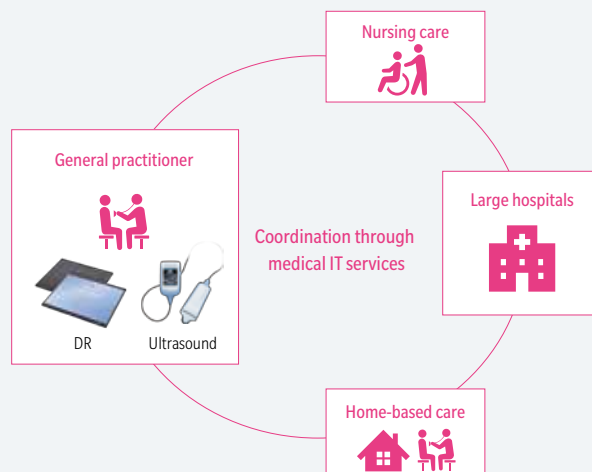 Nursing care
General practitioner
Large hospitals
Coordination through
medical IT services
DR
Ultrasound
Home-based care